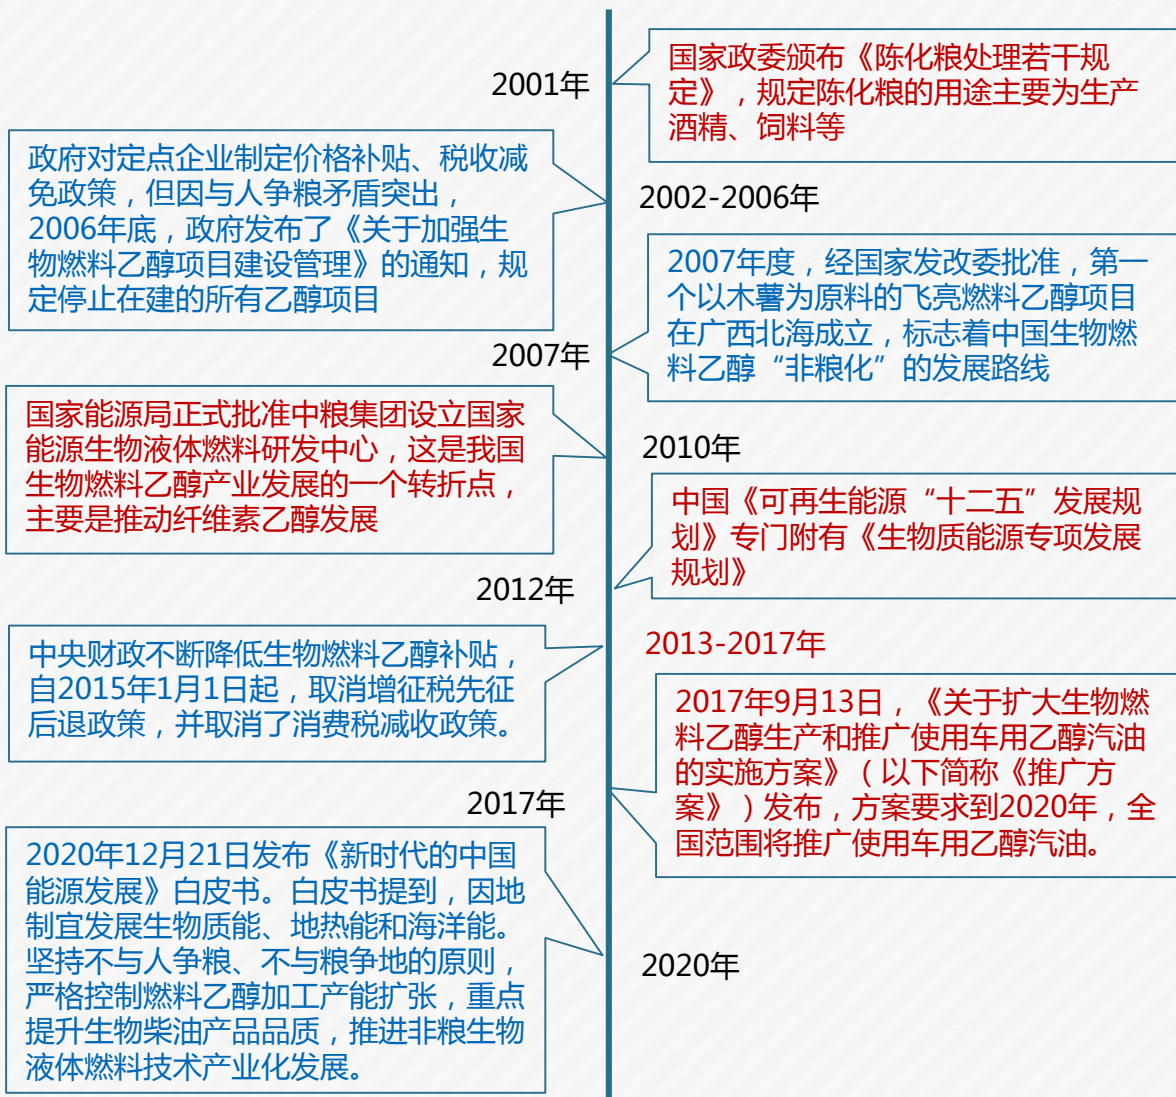 2001年
国家政委颁布《陈化粮处理若干规
定》，规定陈化粮的用途主要为生产
酒精、饲料等
政府对定点企业制定价格补贴、税收减
免政策，但因与人争粮矛盾突出，
2006年底，政府发布了《关于加强生
物燃料乙醇项目建设管理》的通知，规
定停止在建的所有乙醇项目
2002-2006年
2007年度，经国家发改委批准，第一
个以木薯为原料的飞亮燃料乙醇项目
在广西北海成立，标志着中国生物燃
料乙醇“非粮化”的发展路线
2007年
国家能源局正式批准中粮集团设立国家
能源生物液体燃料研发中心，这是我国
生物燃料乙醇产业发展的一个转折点，
主要是推动纤维素乙醇发展
2010年
中国《可再生能源“十二五”发展规
划》专门附有《生物质能源专项发展
规划》
2012年
中央财政不断降低生物燃料乙醇补贴，
自2015年1月1日起，取消增征税先征
后退政策，并取消了消费税减收政策。
2013-2017年
2017年9月13日，《关于扩大生物燃
料乙醇生产和推广使用车用乙醇汽油
的实施方案》（以下简称《推广方
案》）发布，方案要求到2020年，全
国范围将推广使用车用乙醇汽油。
2017年
2020年12月21日发布《新时代的中国
能源发展》白皮书。白皮书提到，因地
制宜发展生物质能、地热能和海洋能。
坚持不与人争粮、不与粮争地的原则，
严格控制燃料乙醇加工产能扩张，重点
提升生物柴油产品品质，推进非粮生物
液体燃料技术产业化发展。
2020年